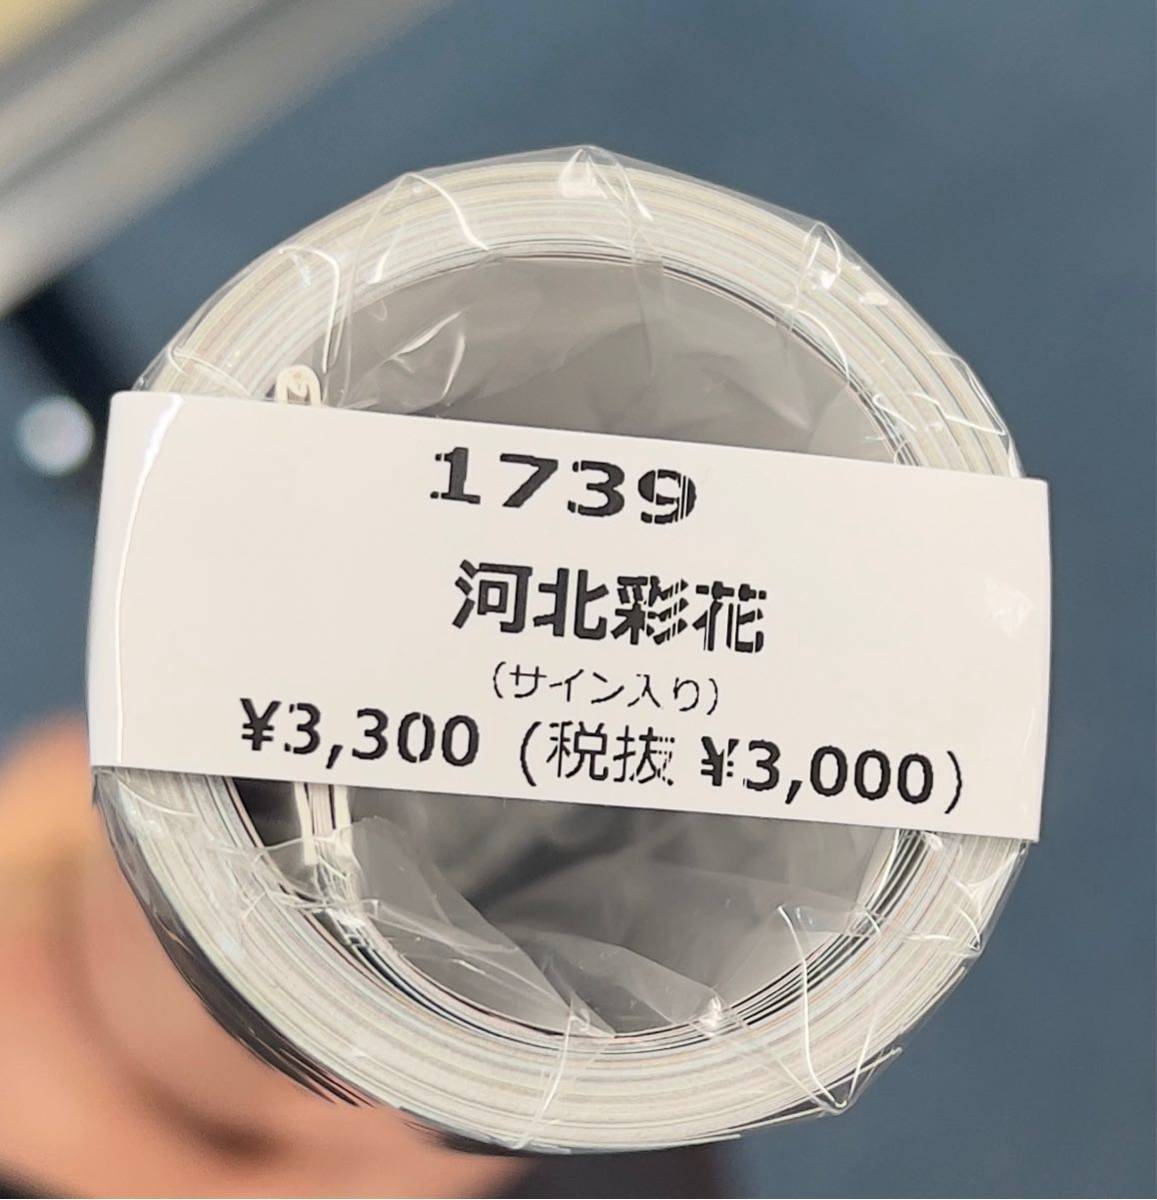 1739
河北彩花
(サイン入り)
¥3,300 (税抜 ¥3,000)